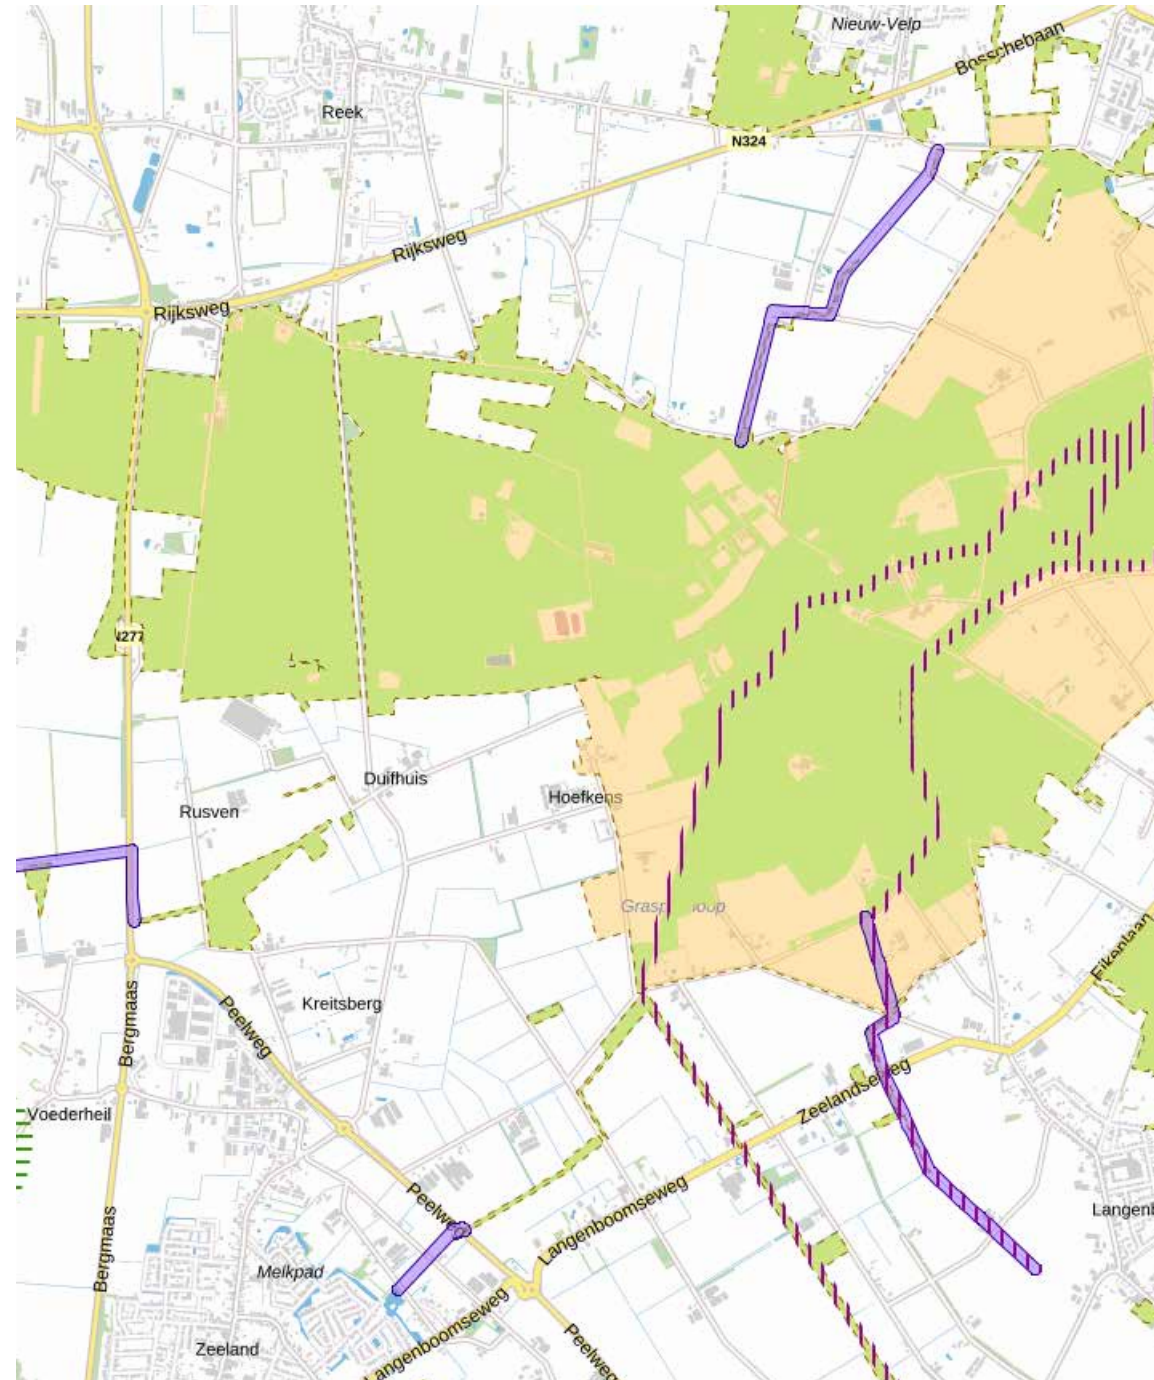 Nieuw-Velp
Bosschebaan
Reek
N324
Rijksweg
Rijksweg
N277
Duifhuis
Hoefkens
Rusven
Eikenlaan
Kreitsberg
Peelweg
Bergmaas
Zeelandseweg
Voederheil
Peelweg
Langenboomseweg
Langenb
Bergmaas
Melkpad
Zeeland
Langenboomseweg
Peelweg